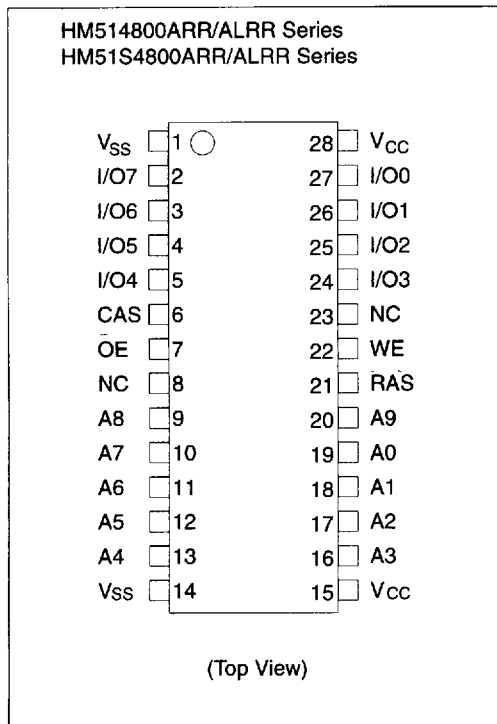 HM514800ARR/ALRR Series
HM51S4800ARR/ALRR Series
VSS 1 28 VCC
I/O7 2 27 I/O0
I/O6 3 26 I/O1
I/O5 4 25 I/O2
I/O4 5 24 I/O3
CAS 6 23 NC
OE 7 22 WE
NC 8 21 RAS
A8 9 20 A9
A7 10 19 A0
A6 11 18 A1
A5 12 17 A2
A4 13 16 A3
VSS 14 15 VCC
(Top View)